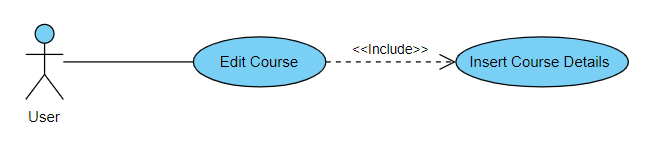 <<Include>>
Edit Course
Insert Course Details
User